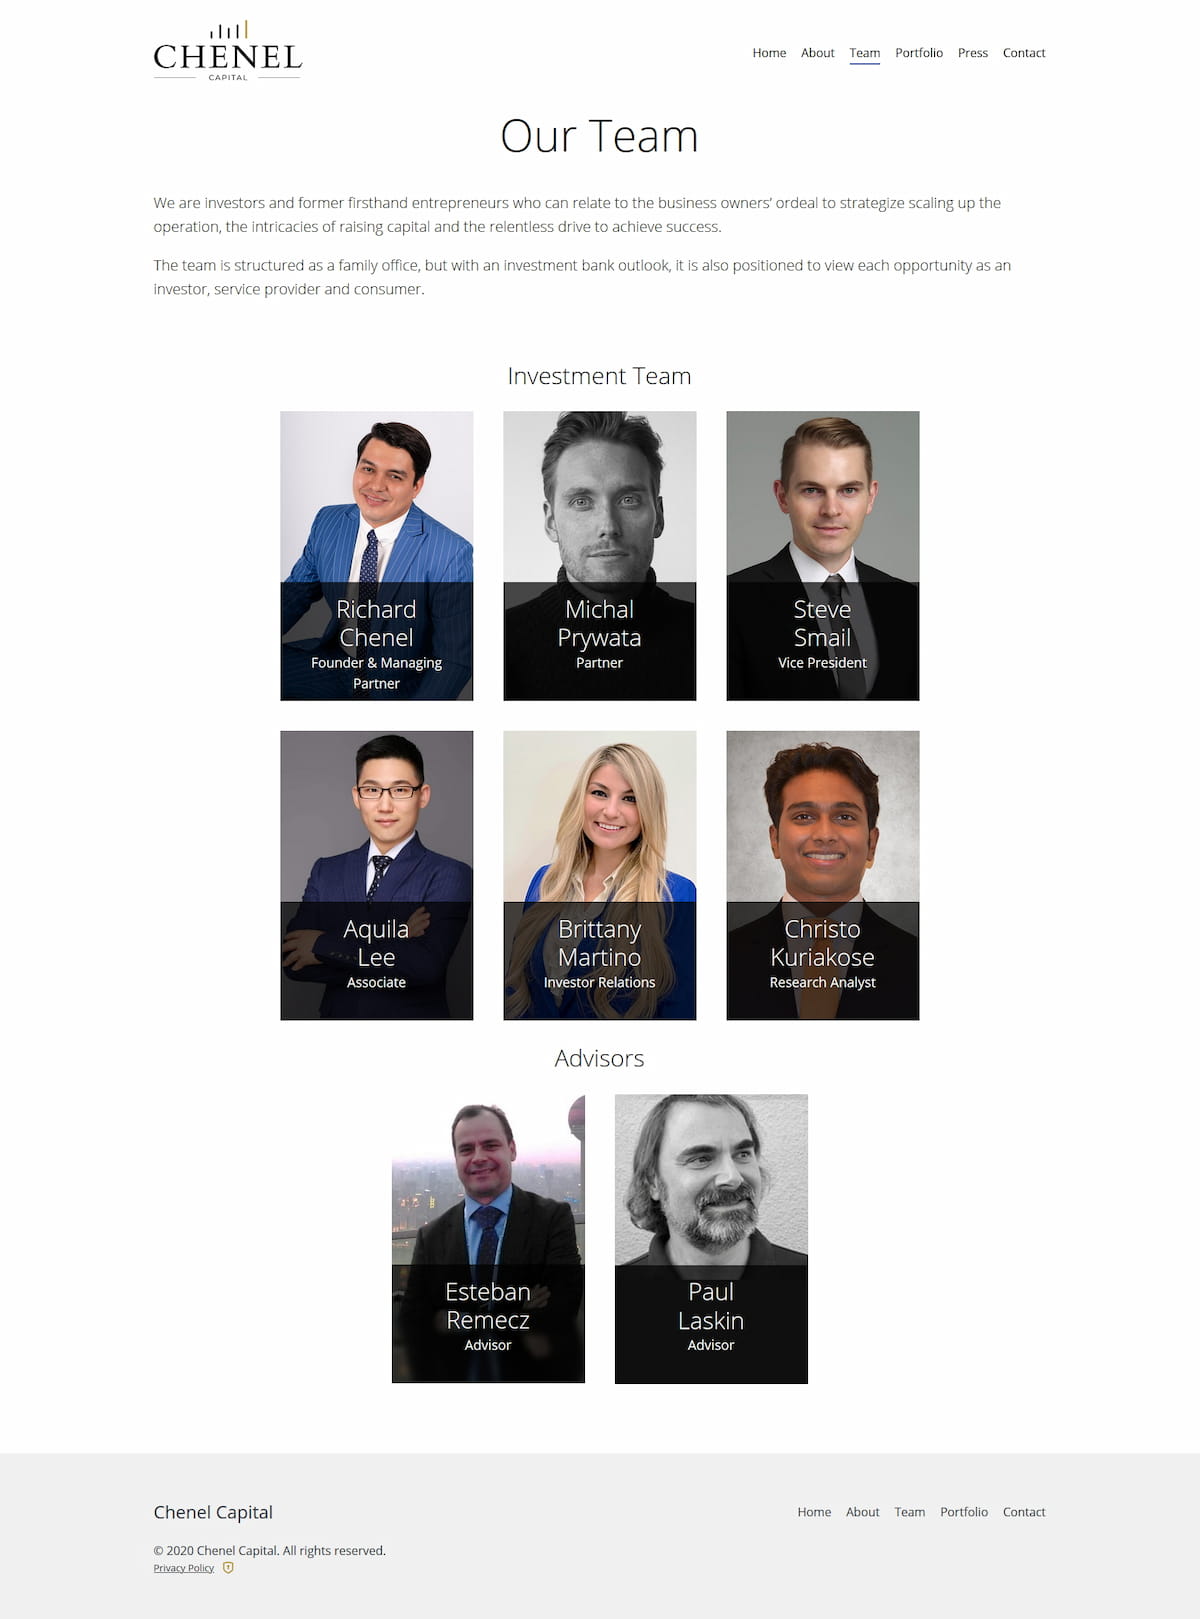 CHENEL
CAPITAL
Home About Team Portfolio Press Contact
Our Team
We are investors and former firsthand entrepreneurs who can relate to the business owners’ ordeal to strategize scaling up the
operation, the intricacies of raising capital and the relentless drive to achieve success.
The team is structured as a family office, but with an investment bank outlook, it is also positioned to view each opportunity as an
investor, service provider and consumer.
Investment Team
Richard
Chenel
Founder & Managing
Partner
Michal
Prywata
Partner
Steve
Smail
Vice President
Aquila
Lee
Associate
Brittany
Martino
Investor Relations
Christo
Kuriakose
Research Analyst
Advisors
Esteban
Remecz
Advisor
Paul
Laskin
Advisor
Chenel Capital
Home About Team Portfolio Contact
© 2020 Chenel Capital. All rights reserved.
Privacy Policy